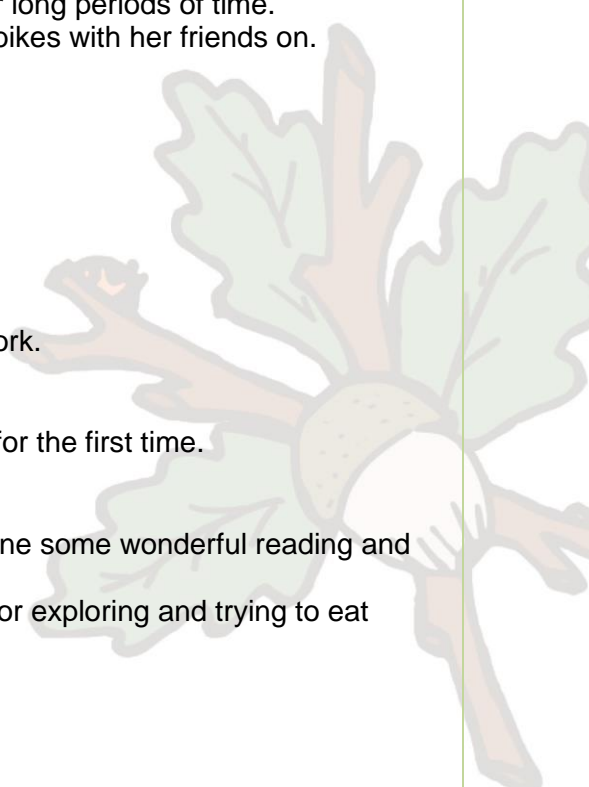 long periods of time.
bikes with her friends on.
ork.
for the first time.
ne some wonderful reading and
or exploring and trying to eat